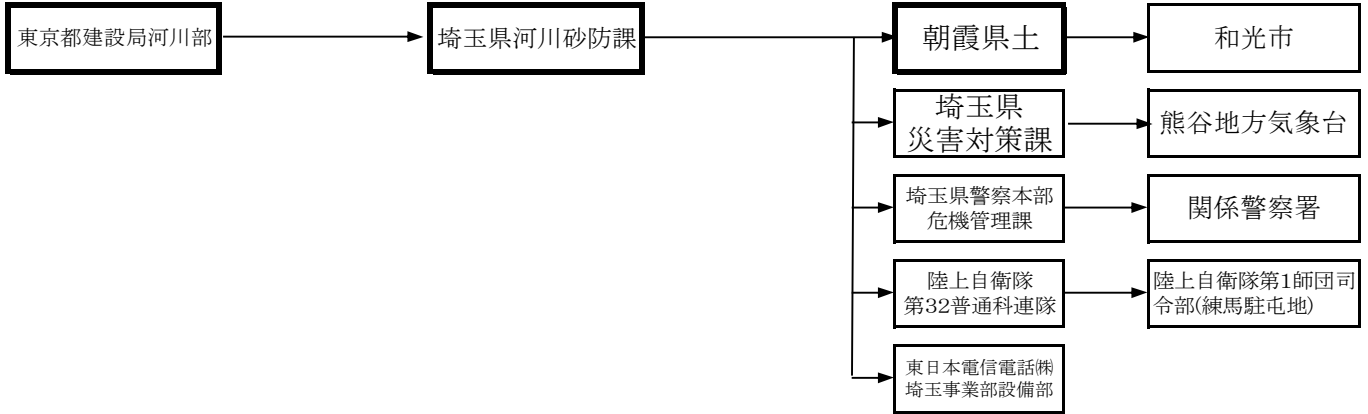 東京都建設局河川部
埼玉県河川砂防課
朝霞県土
和光市
埼玉県
災害対策課
熊谷地方気象台
埼玉県警察本部
危機管理課
関係警察署
陸上自衛隊
第32普通科連隊
陸上自衛隊第1師団司
令部(練馬駐屯地)
東日本電信電話㈱
埼玉事業部設備部